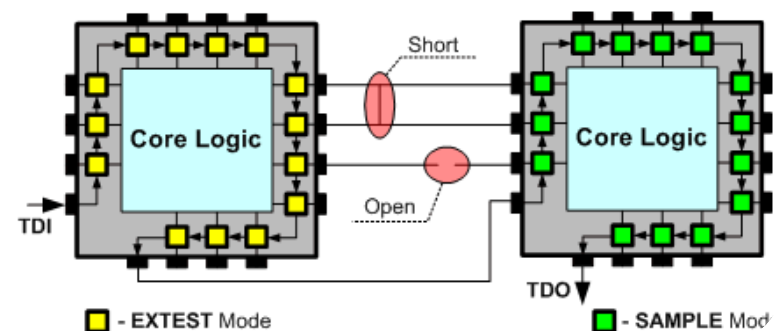 Short
Core Logic
Core Logic
Open
TDI
TDO
- EXTEST Mode
- SAMPLE Mod